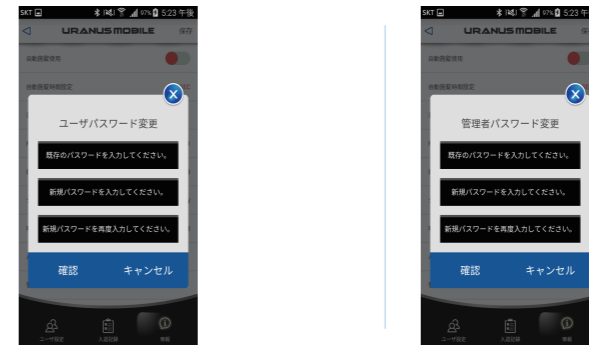 SKT 97% 5:23 午後
URANUS MOBILE 保存
自動施錠使用
自動施錠時間設定
X
ユーザパスワード変更
既存のパスワードを入力してください。
新規パスワードを入力してください。
新規パスワードを再度入力してください。
確認 キャンセル
ユーザ設定 入退記録 情報
SKT 97% 5:23 午
URANUS MOBILE
自動施錠使用
自動施錠時間設定
X
管理者パスワード変更
既存のパスワードを入力してください。
新規パスワードを入力してください。
新規パスワードを再度入力してください。
確認 キャンセル
ユーザ設定 入退記録 情報